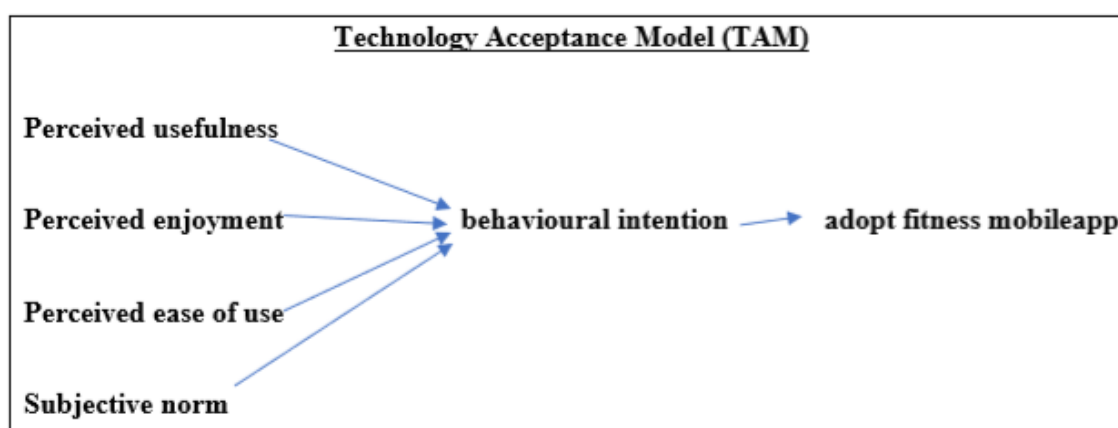 Technology Acceptance Model (TAM)
Perceived usefulness
Perceived enjoyment
behavioural intention
adopt fitness mobileapp
Perceived ease of use
Subjective norm